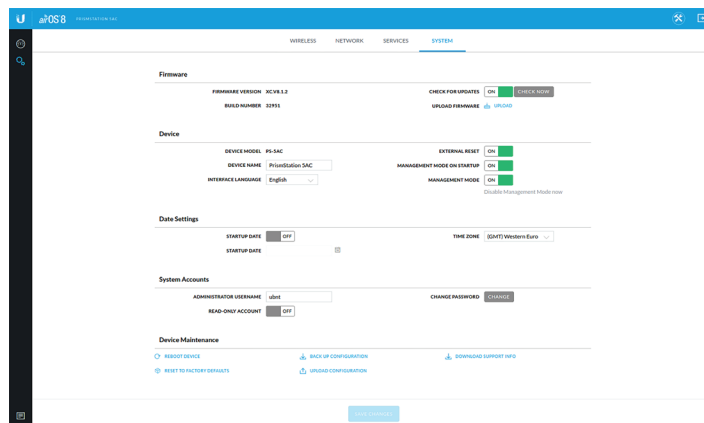 airOS 8 PRISMSTATION 5AC
WIRELESS NETWORK SERVICES SYSTEM
Firmware
FIRMWARE VERSION XC.V8.1.2 CHECK FOR UPDATES ON CHECK NOW
BUILD NUMBER 32951 UPLOAD FIRMWARE UPLOAD
Device
DEVICE MODEL PS-5AC EXTERNAL RESET ON
DEVICE NAME PrismStation 5AC MANAGEMENT MODE ON STARTUP ON
INTERFACE LANGUAGE English MANAGEMENT MODE ON
Disable Management Mode now
Date Settings
STARTUP DATE OFF TIME ZONE (GMT) Western Euro
STARTUP DATE
System Accounts
ADMINISTRATOR USERNAME ubnt CHANGE PASSWORD CHANGE
READ-ONLY ACCOUNT OFF
Device Maintenance
REBOOT DEVICE BACK UP CONFIGURATION DOWNLOAD SUPPORT INFO
RESET TO FACTORY DEFAULTS UPLOAD CONFIGURATION
SAVE CHANGES